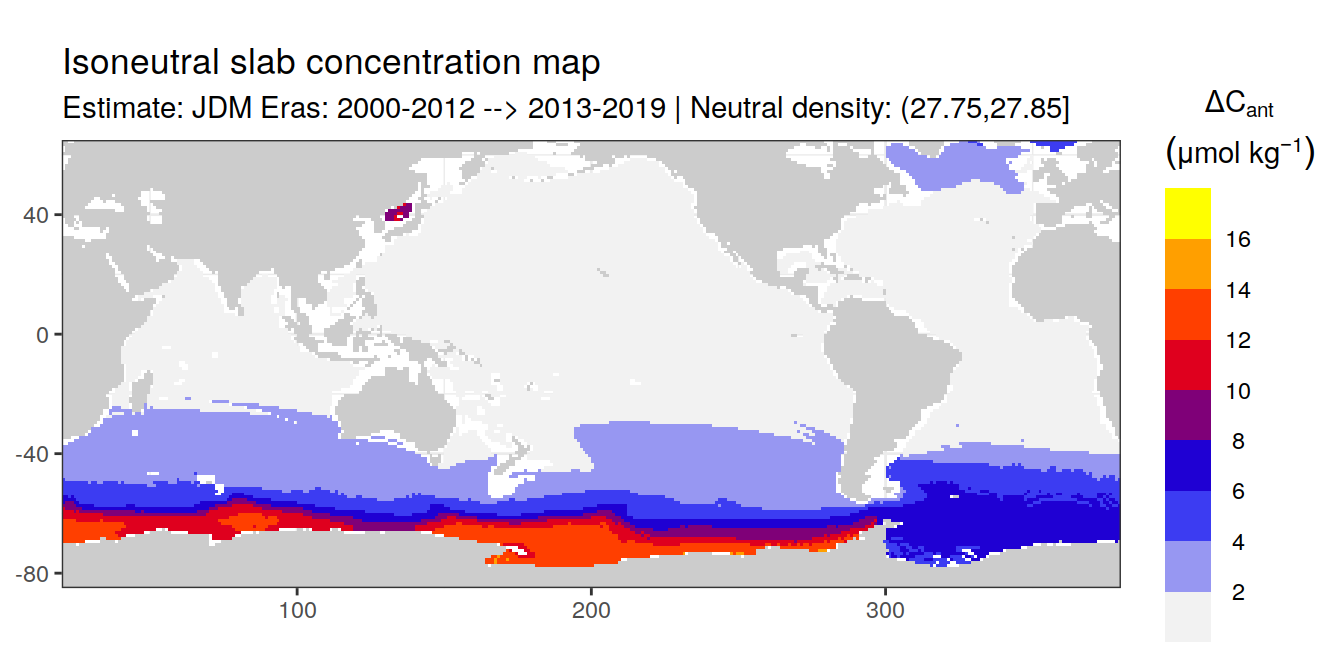 Isoneutral slab concentration map
Estimate: JDM Eras: 2000-2012 --> 2013-2019 | Neutral density: (27.75,27.85]
ΔCant
(μmol kg⁻¹)
16
14
12
10
8
6
4
2
40
0
-40
-80
100 200 300